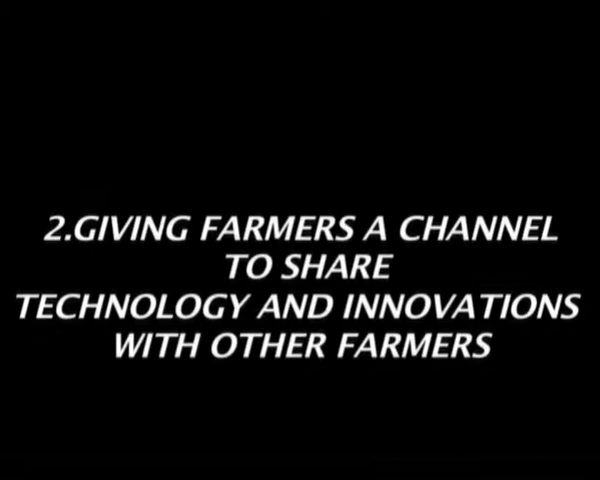 2.GIVING FARMERS A CHANNEL
TO SHARE
TECHNOLOGY AND INNOVATIONS
WITH OTHER FARMERS